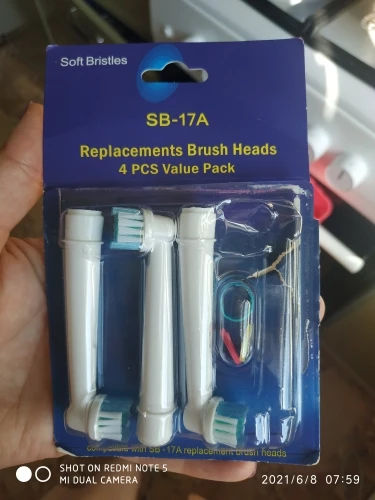 Soft Bristles
SB-17A
Replacements Brush Heads
4 PCS Value Pack
compatible with SB -17A replacement brush heads
SHOT ON REDMI NOTE 5
MI DUAL CAMERA
2021/6/8 07:59